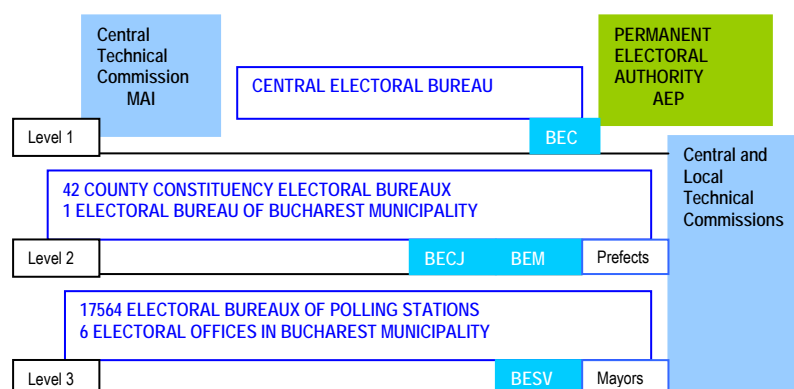 Central
Technical
Commission
MAI
CENTRAL ELECTORAL BUREAU
PERMANENT
ELECTORAL
AUTHORITY
AEP
Level 1
BEC
Central and
Local
Technical
Commissions
42 COUNTY CONSTITUENCY ELECTORAL BUREAUX
1 ELECTORAL BUREAU OF BUCHAREST MUNICIPALITY
Level 2
BECJ
BEM
Prefects
17564 ELECTORAL BUREAUX OF POLLING STATIONS
6 ELECTORAL OFFICES IN BUCHAREST MUNICIPALITY
Level 3
BESV
Mayors